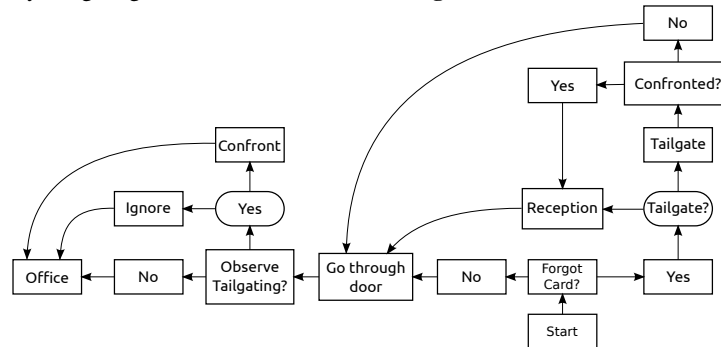 No
Yes
Confronted?
Confront
Tailgate
Ignore
Yes
Reception
Tailgate?
Office
No
Observe
Tailgating?
Go through
door
No
Forgot
Card?
Yes
Start